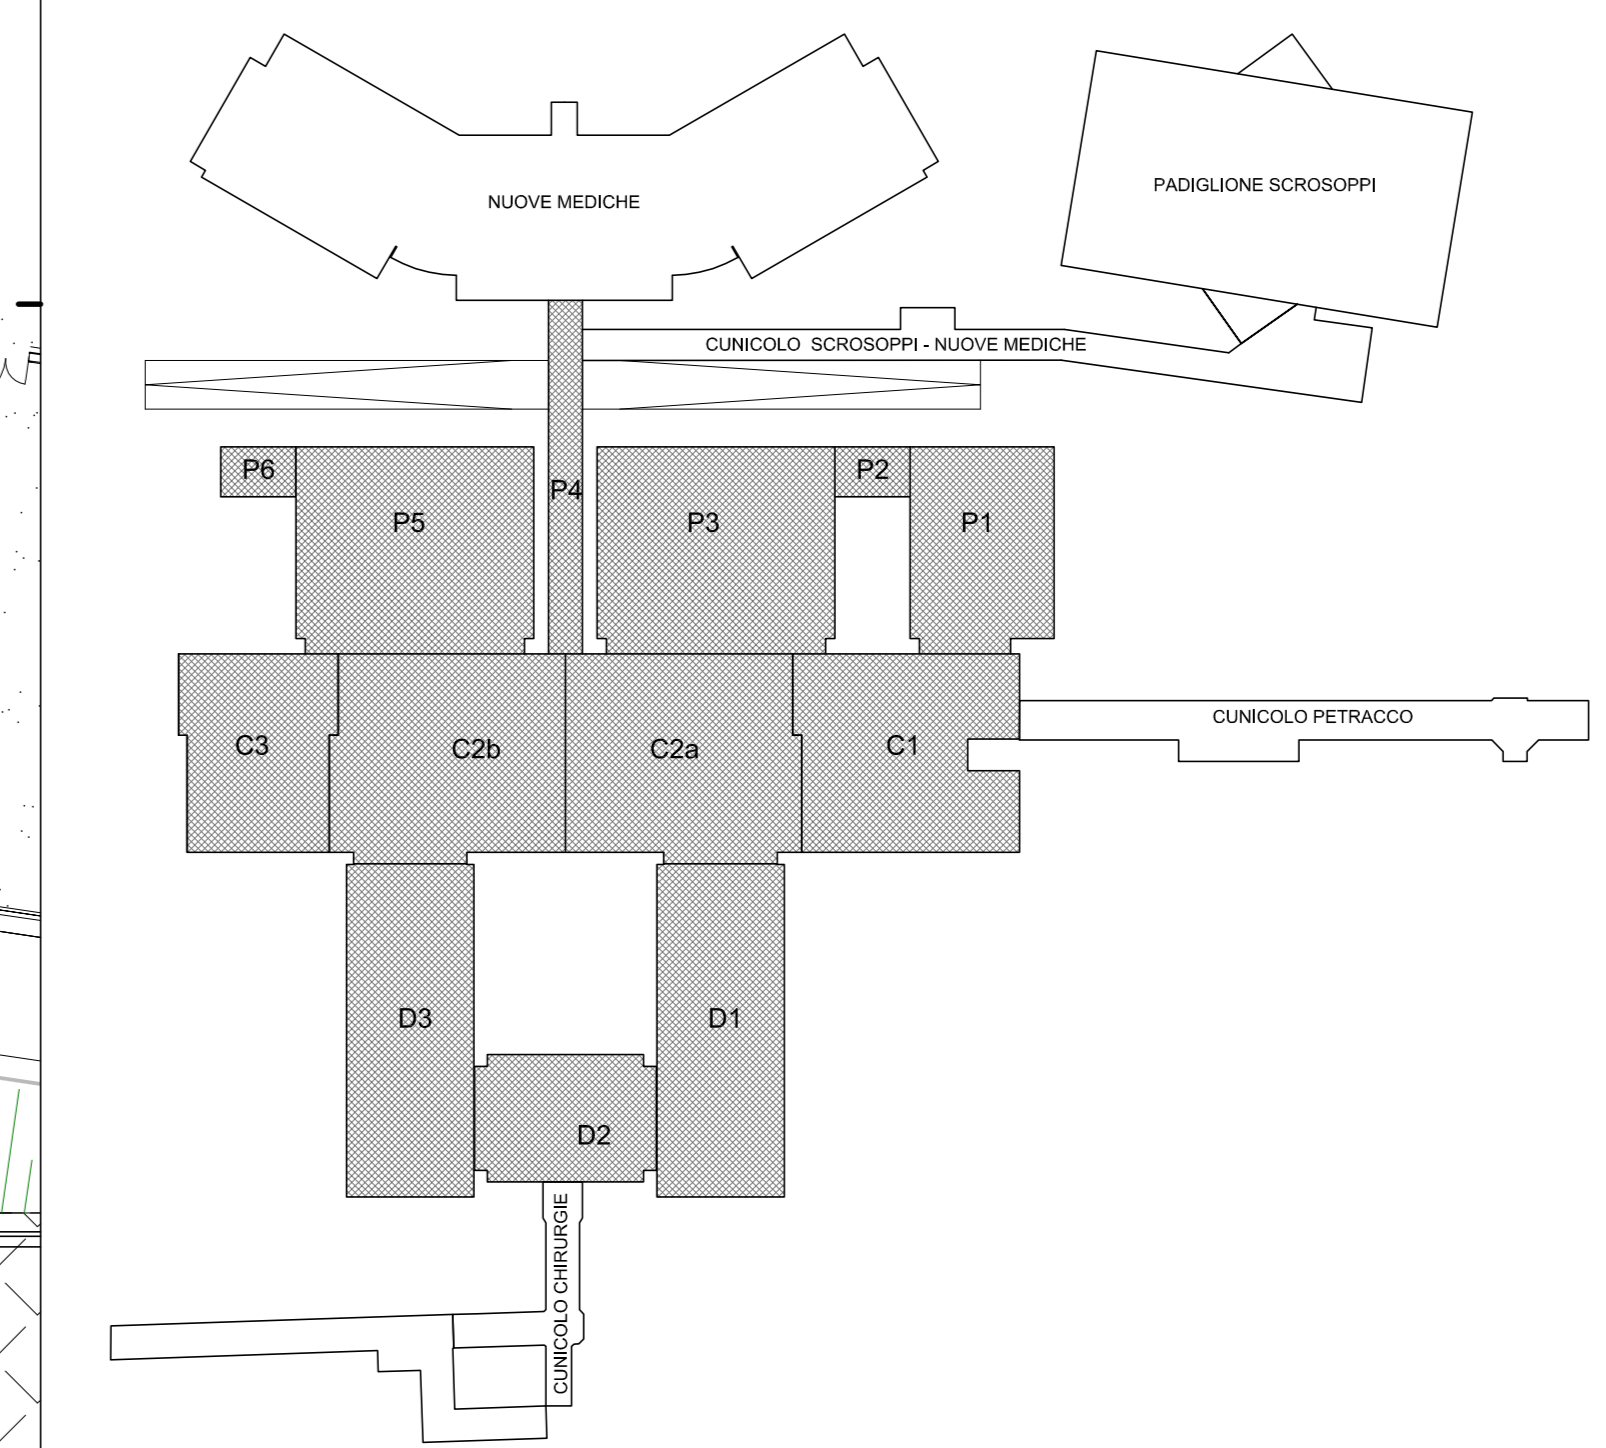 PADIGLIONE SCROSOPPI
NUOVE MEDICHE
CUNICOLO SCROSOPPI - NUOVE MEDICHE
P6
P5
P4
P3
P2
P1
C3
C2b
C2a
C1
CUNICOLO PETRACCO
D3
D1
D2
CUNICOLO CHIRURGIE